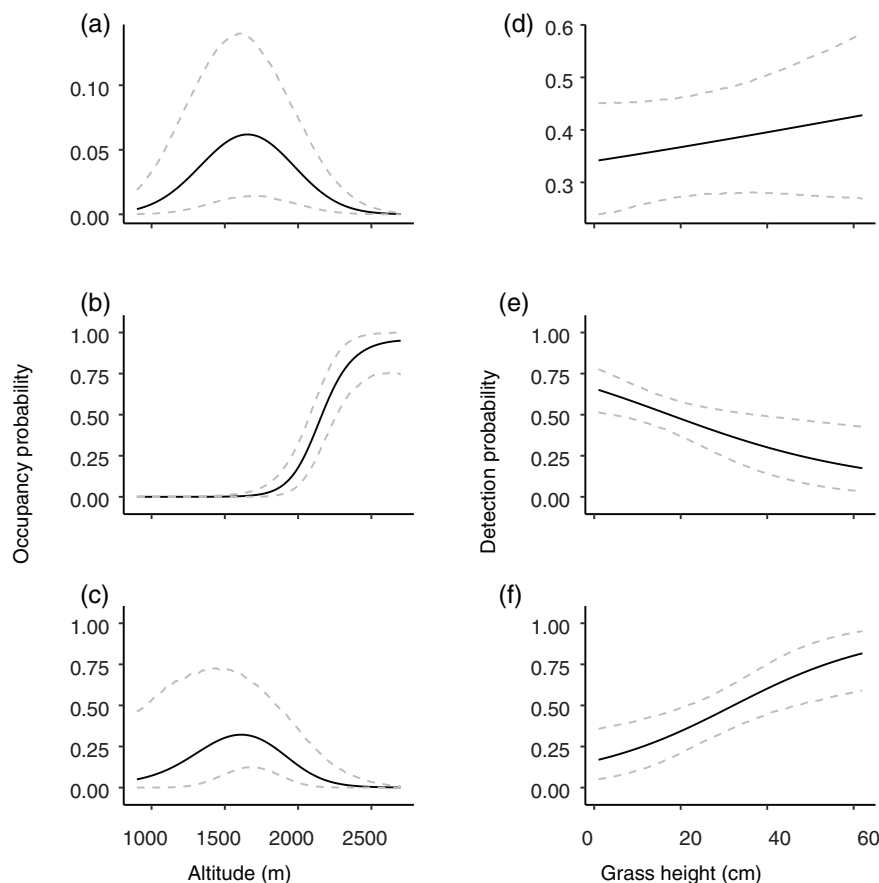 (a)
0.10
0.05
0.00
(d)
0.6
0.5
0.4
0.3
(b)
1.00
0.75
0.50
0.25
0.00
(e)
1.00
0.75
0.50
0.25
0.00
Occupancy probability
Detection probability
(c)
1.00
0.75
0.50
0.25
0.00
(f)
1.00
0.75
0.50
0.25
0.00
1000 1500 2000 2500
Altitude (m)
0 20 40 60
Grass height (cm)